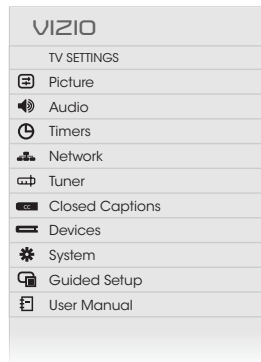 VIZIO
TV SETTINGS
Picture
Audio
Timers
Network
Tuner
CC
Closed Captions
Devices
System
Guided Setup
User Manual